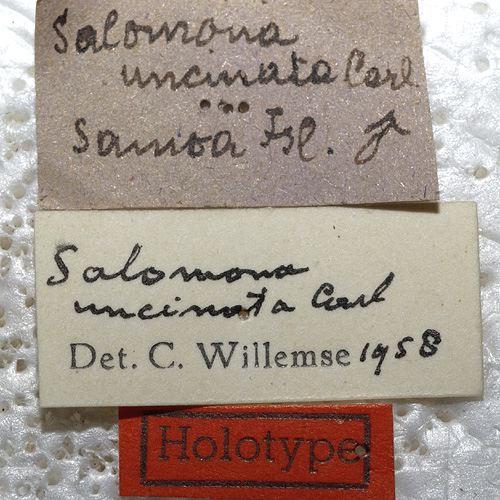 Salomona
uncinata Carl
Samoa Isl.
Salomona
uncinata Carl
Det. C. Willemse 1958
Holotype